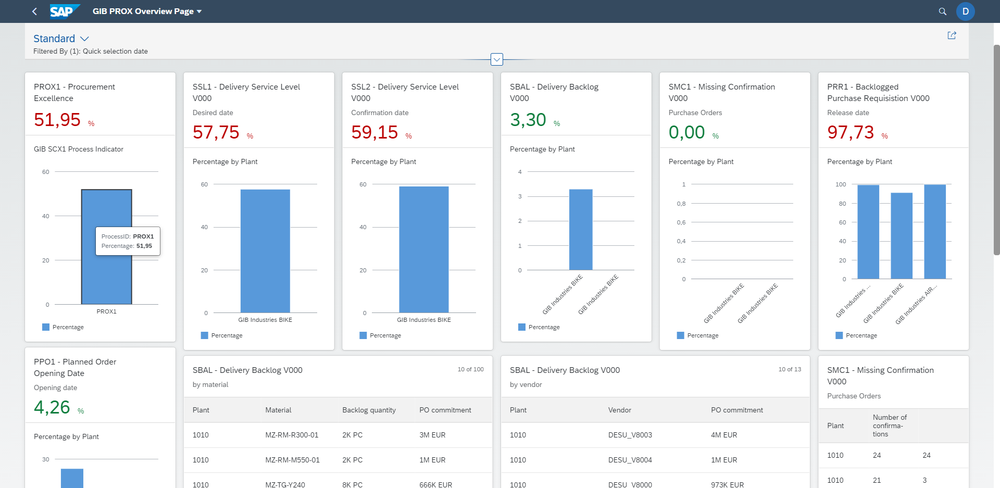 SAP
GIB PROX Overview Page
D
Standard
Filtered By (1): Quick selection date
PROX1 - Procurement
Excellence
51,95 %
GIB SCX1 Process Indicator
60
40
20
0
ProcessID: PROX1
Percentage: 51,95
PROX1
Percentage
SSL1 - Delivery Service Level
V000
Desired date
57,75 %
Percentage by Plant
60
40
20
0
GIB Industries BIKE
Percentage
SSL2 - Delivery Service Level
V000
Confirmation date
59,15 %
Percentage by Plant
60
40
20
0
GIB Industries BIKE
Percentage
SBAL - Delivery Backlog
V000
3,30 %
Percentage by Plant
4
3
2
1
0
GIB Industries BIKE
GIB Industries BIKE
Percentage
SMC1 - Missing Confirmation
V000
Purchase Orders
0,00 %
Percentage by Plant
1
0,8
0,6
0,4
0,2
0
GIB Industries BIKE
GIB Industries BIKE
Percentage
PRR1 - Backlogged
Purchase Requisistion V000
Release date
97,73 %
Percentage by Plant
100
80
60
40
20
0
GIB Industries ...
GIB Industries BIKE
GIB Industries AIR...
Percentage
PPO1 - Planned Order
Opening Date
Opening date
4,26 %
Percentage by Plant
30
SBAL - Delivery Backlog V000 10 of 100
by material
Plant Material Backlog quantity PO commitment
1010 MZ-RM-R300-01 2K PC 3M EUR
1010 MZ-RM-M550-01 2K PC 1M EUR
1010 MZ-TG-Y240 8K PC 666K EUR
SBAL - Delivery Backlog V000 10 of 13
by vendor
Plant Vendor PO commitment
1010 DESU_V8003 4M EUR
1010 DESU_V8004 1M EUR
1010 DESU_V8000 973K EUR
SMC1 - Missing Confirmation
V000
Purchase Orders
Plant
Number of
confirma-
tions
1010 24 24
1010 21 3